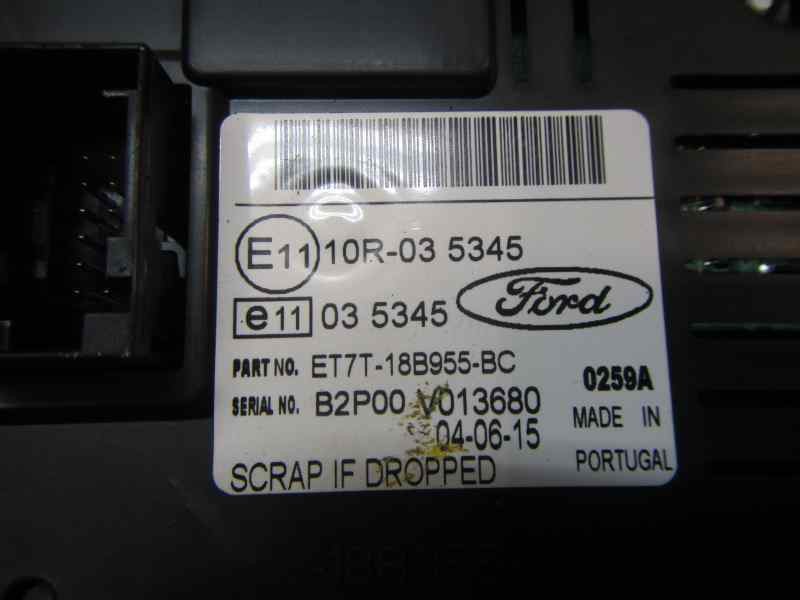 E11 10R-03 5345
e11 03 5345 Ford
PART NO. ET7T-18B955-BC 0259A
SERIAL NO. B2P00 V013680 MADE IN
04-06-15 PORTUGAL
SCRAP IF DROPPED